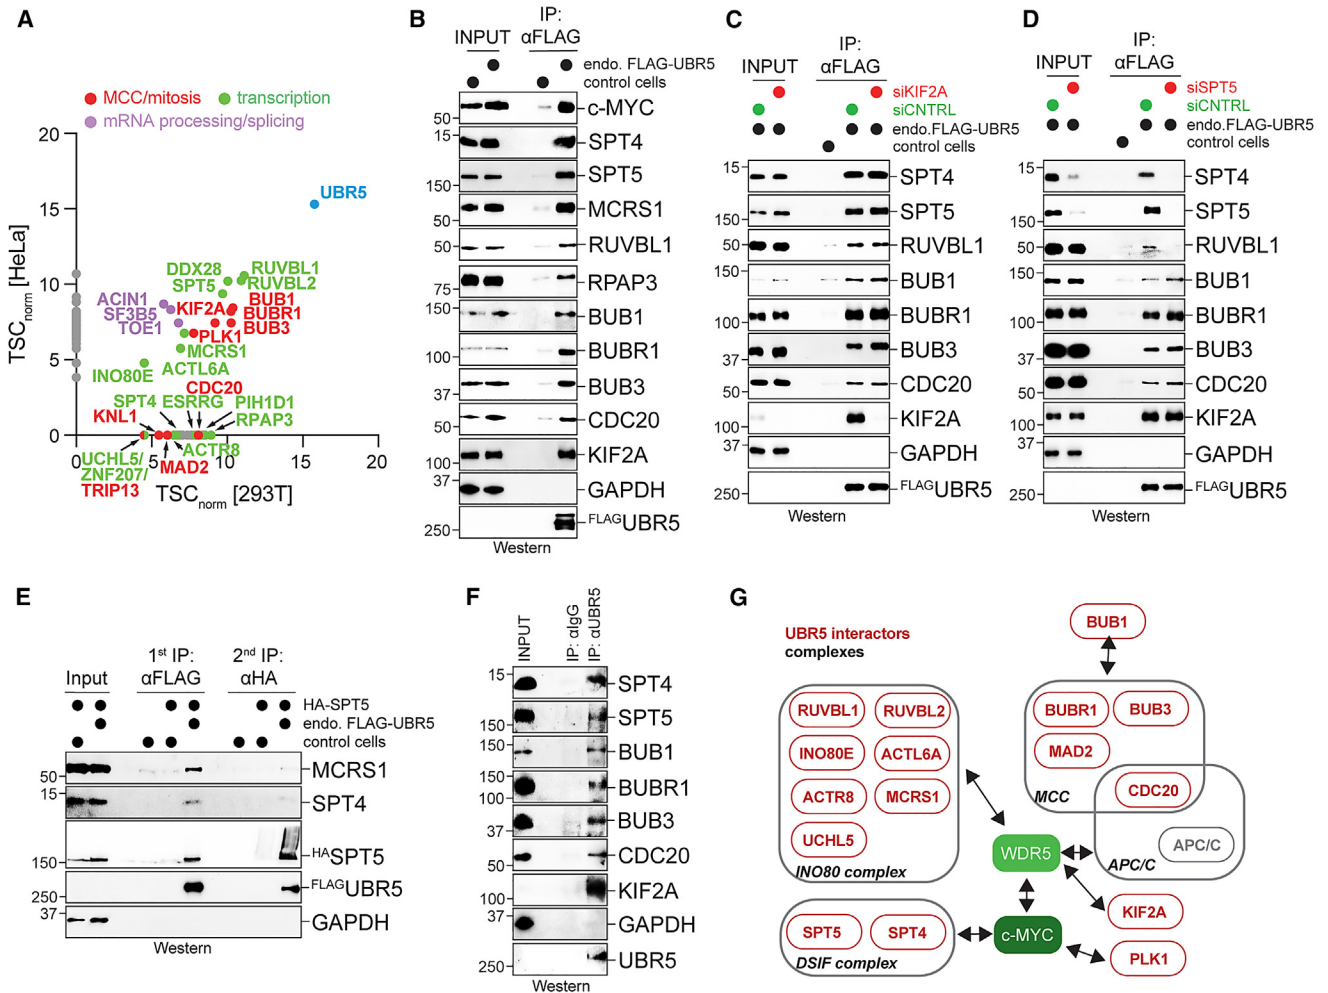 A
MCC/mitosis transcription
mRNA processing/splicing
TSCnorm [HeLa]
20
15
10
5
0
UBR5
DDX28
RUVBL1
SPT5
RUVBL2
ACIN1
KIF2A
BUB1
SF3B5
BUBR1
TOE1
PLK1
BUB3
MCRS1
INO80E
ACTL6A
CDC20
SPT4 ESRRG PIH1D1
KNL1
RPAP3
UCHL5/
ACTR8
ZNF207/
MAD2
TRIP13
0 5 10 15 20
TSCnorm [293T]
B
IP:
INPUT αFLAG
endo. FLAG-UBR5
control cells
50 c-MYC
15 SPT4
150 SPT5
50 MCRS1
50 RUVBL1
75 RPAP3
150 BUB1
100 BUBR1
37 BUB3
50 CDC20
100 KIF2A
37 GAPDH
250 FLAGUBR5
Western
C
IP:
INPUT αFLAG
siKIF2A
siCNTRL
endo.FLAG-UBR5
control cells
15 SPT4
150 SPT5
50 RUVBL1
150 BUB1
100 BUBR1
37 BUB3
50 CDC20
100 KIF2A
37 GAPDH
250 FLAGUBR5
Western
D
IP:
INPUT αFLAG
siSPT5
siCNTRL
endo.FLAG-UBR5
control cells
15 SPT4
150 SPT5
50 RUVBL1
150 BUB1
100 BUBR1
37 BUB3
50 CDC20
100 KIF2A
37 GAPDH
250 FLAGUBR5
Western
E
1st IP: 2nd IP:
Input αFLAG αHA
HA-SPT5
endo. FLAG-UBR5
control cells
50 MCRS1
15 SPT4
150 HASPT5
250 FLAGUBR5
37 GAPDH
Western
F
INPUT
IP: αIgG
IP: αUBR5
15 SPT4
150 SPT5
150 BUB1
150 BUBR1
100
37 BUB3
50 CDC20
100 KIF2A
37 GAPDH
250 UBR5
Western
G
UBR5 interactors
complexes
RUVBL1 RUVBL2
INO80E ACTL6A
ACTR8 MCRS1
UCHL5
INO80 complex
SPT5 SPT4
DSIF complex
BUB1
BUBR1 BUB3
MAD2
MCC
CDC20
APC/C
APC/C
WDR5
c-MYC
KIF2A
PLK1